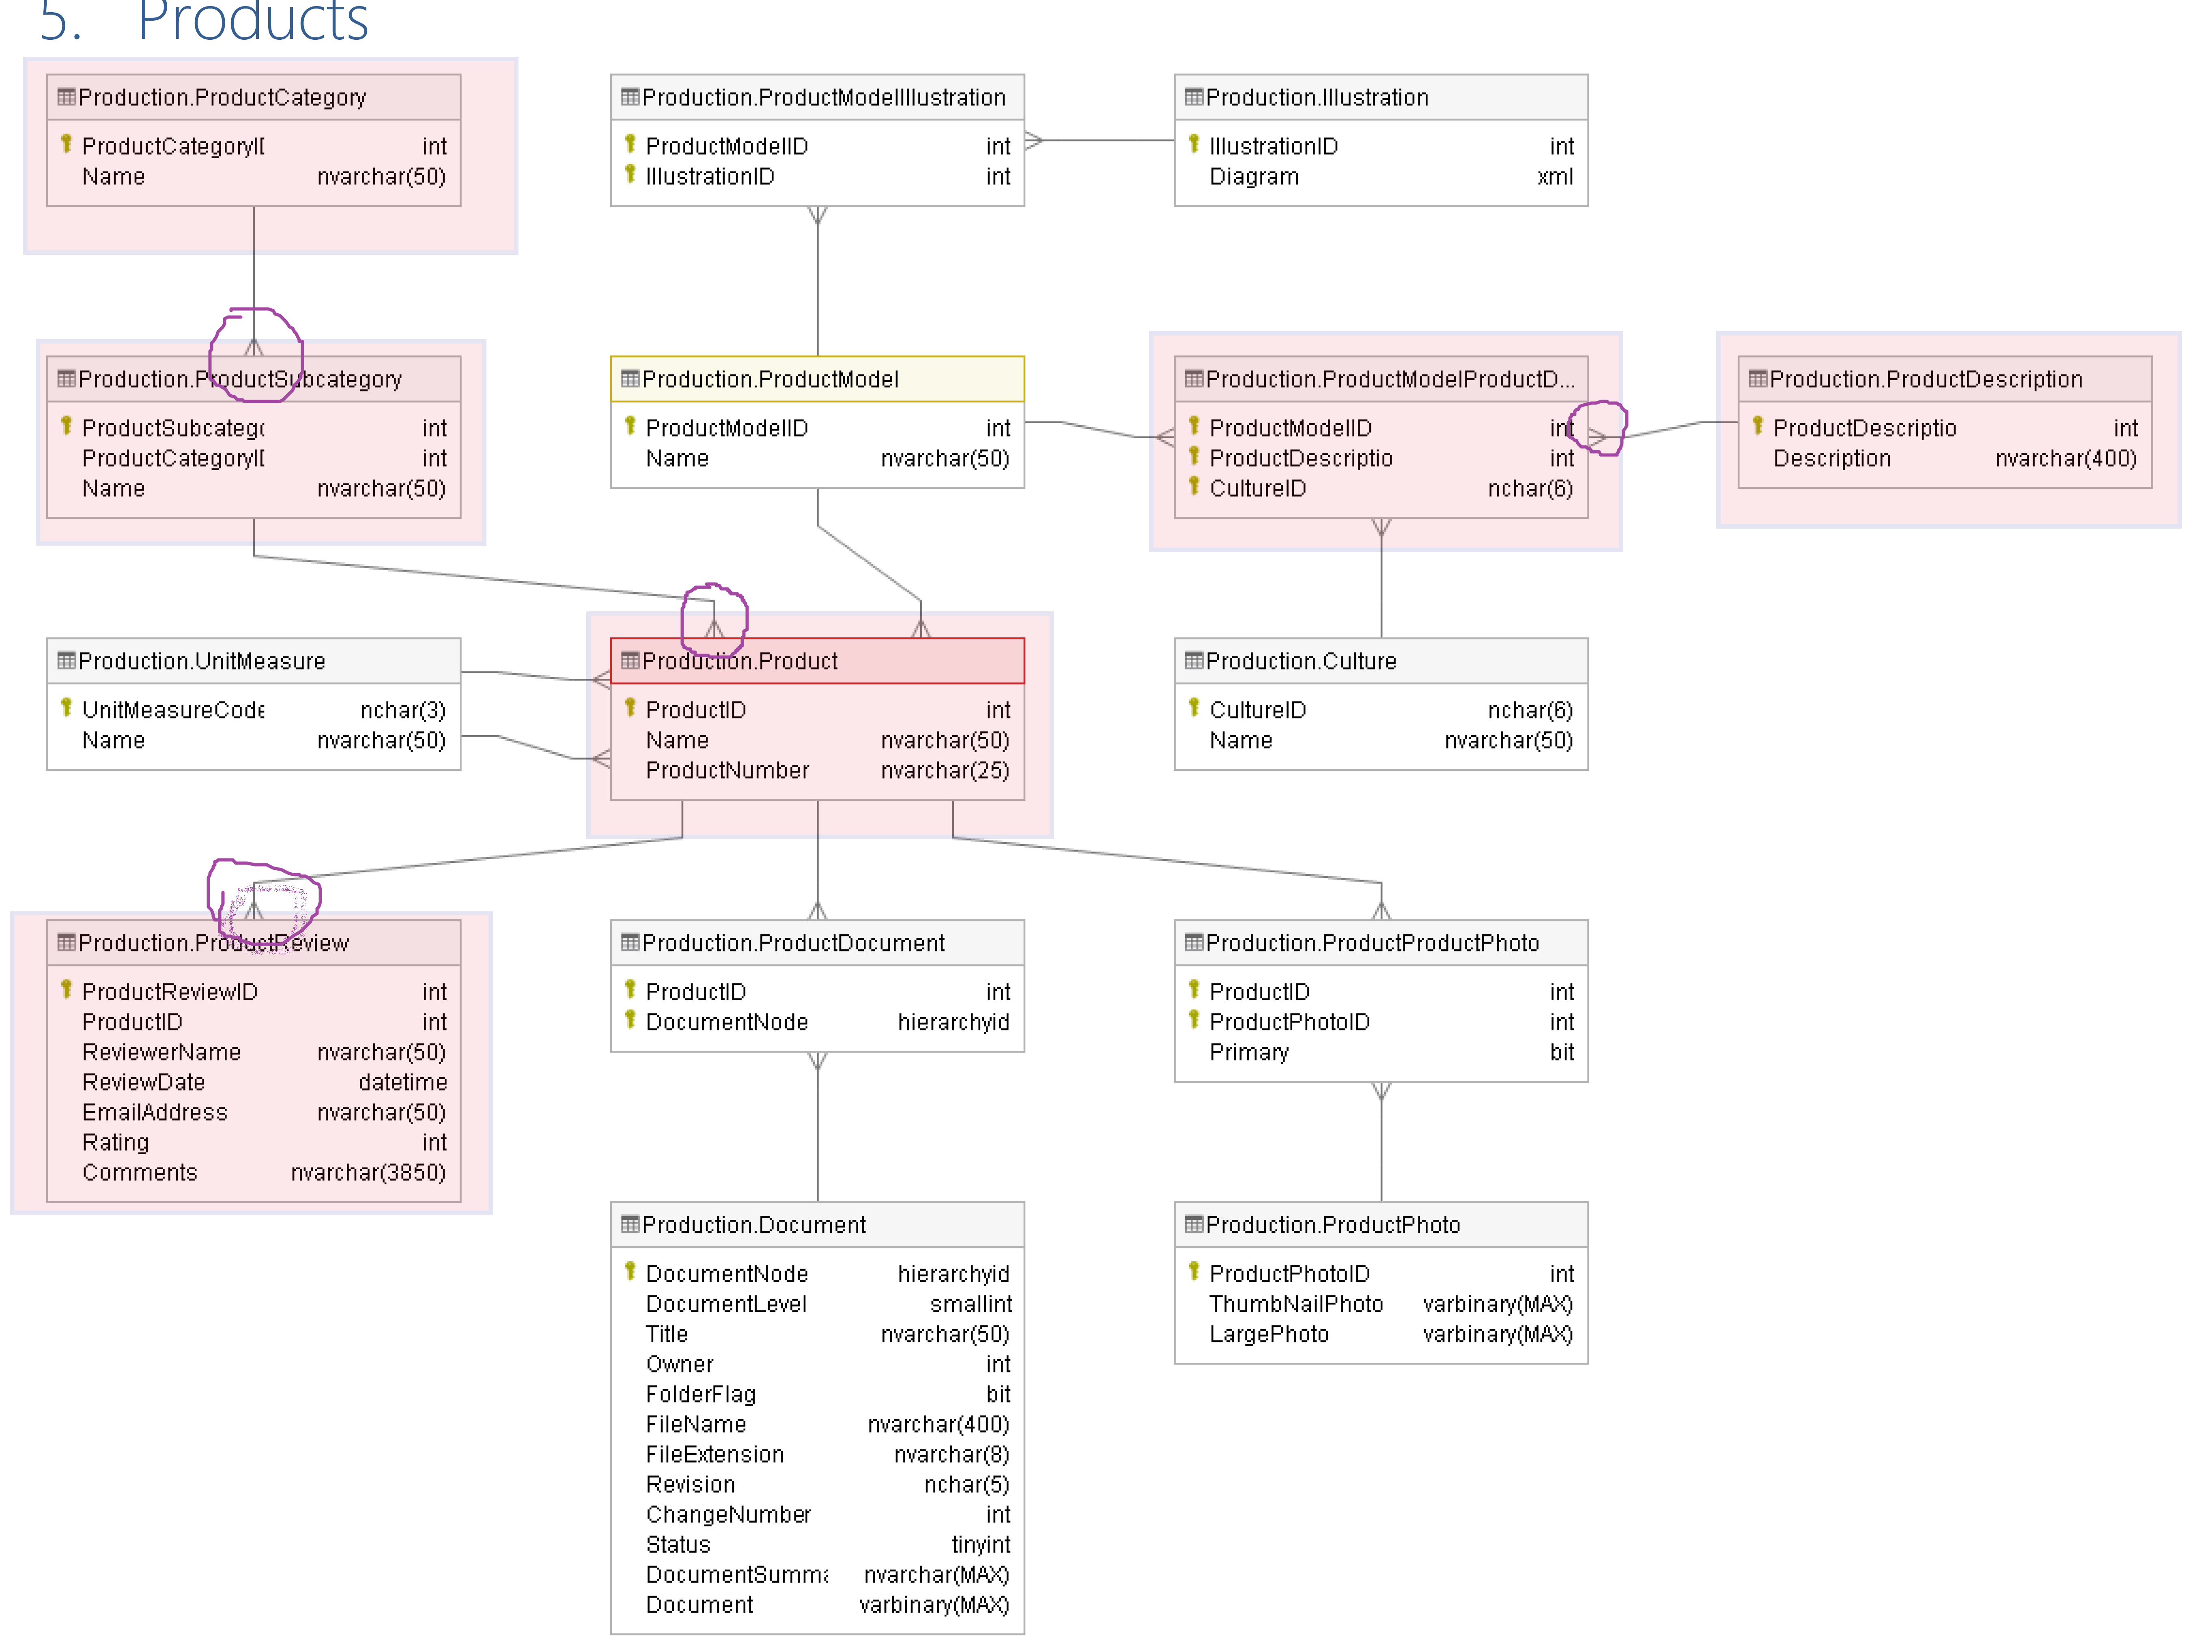 5. Products
Production.ProductCategory
ProductCategoryI int
Name nvarchar(50)
Production.ProductModelIllustration
ProductModelID int
IllustrationID int
Production.Illustration
IllustrationID int
Diagram xml
Production.ProductSubcategory
ProductSubcateg int
ProductCategoryI int
Name nvarchar(50)
Production.ProductModel
ProductModelID int
Name nvarchar(50)
Production.ProductModelProductD...
ProductModelID int
ProductDescriptio int
CultureID nchar(6)
Production.ProductDescription
ProductDescriptio int
Description nvarchar(400)
Production.UnitMeasure
UnitMeasureCode nchar(3)
Name nvarchar(50)
Production.Product
ProductID int
Name nvarchar(50)
ProductNumber nvarchar(25)
Production.Culture
CultureID nchar(6)
Name nvarchar(50)
Production.ProductReview
ProductReviewID int
ProductID int
ReviewerName nvarchar(50)
ReviewDate datetime
EmailAddress nvarchar(50)
Rating int
Comments nvarchar(3850)
Production.ProductDocument
ProductID int
DocumentNode hierarchyid
Production.ProductProductPhoto
ProductID int
ProductPhotoID int
Primary bit
Production.Document
DocumentNode hierarchyid
DocumentLevel smallint
Title nvarchar(50)
Owner int
FolderFlag bit
FileName nvarchar(400)
FileExtension nvarchar(8)
Revision nchar(5)
ChangeNumber int
Status tinyint
DocumentSumma nvarchar(MAX)
Document varbinary(MAX)
Production.ProductPhoto
ProductPhotoID int
ThumbNailPhoto varbinary(MAX)
LargePhoto varbinary(MAX)